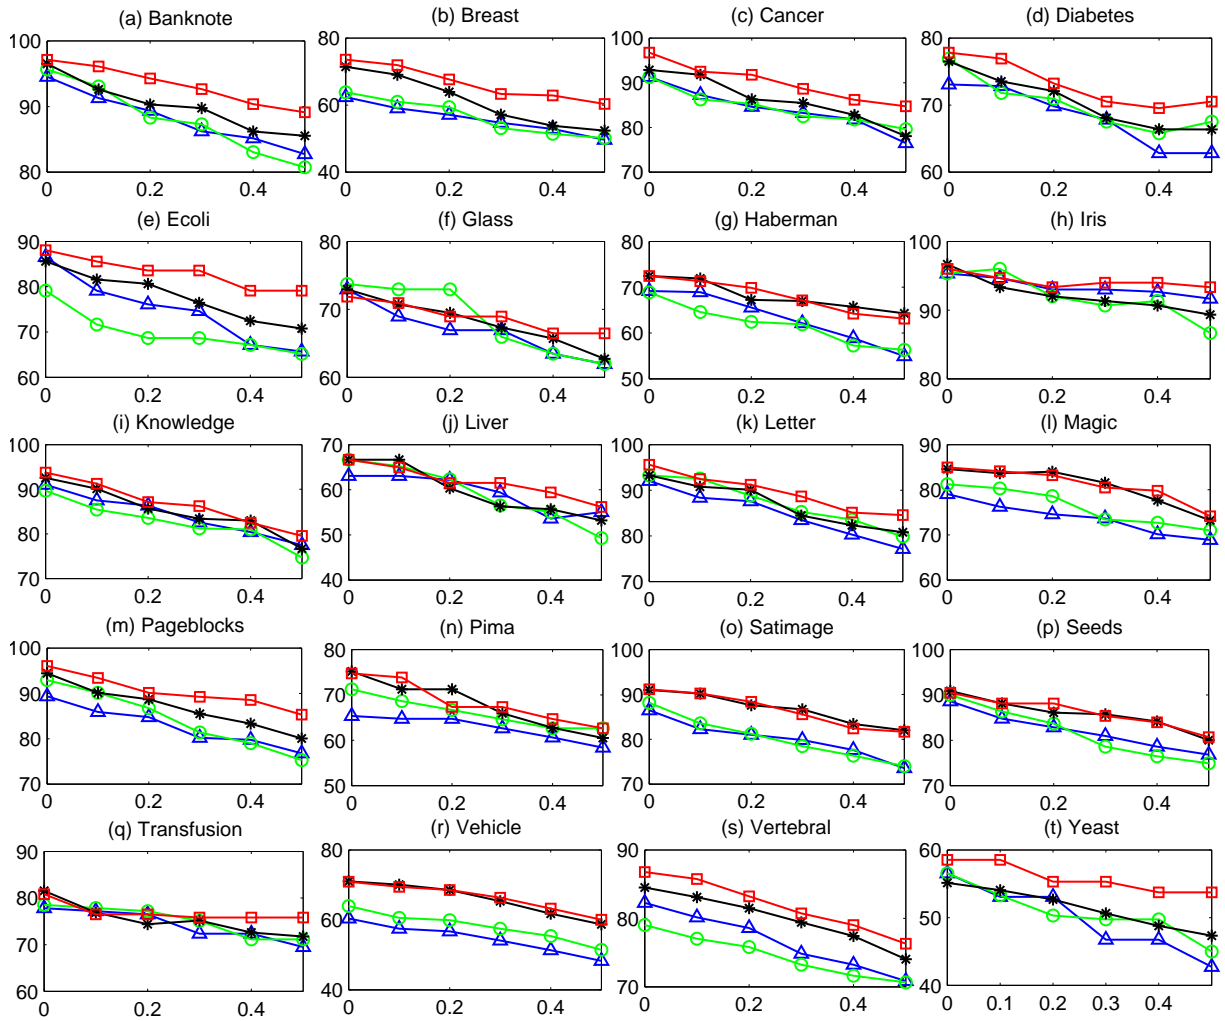 (a) Banknote
(b) Breast
(c) Cancer
(d) Diabetes
100
90
80
0 0.2 0.4
80
60
40
0 0.2 0.4
100
90
80
70
0 0.2 0.4
80
70
60
0 0.2 0.4
(e) Ecoli
(f) Glass
(g) Haberman
(h) Iris
90
80
70
60
0 0.2 0.4
80
70
60
0 0.2 0.4
80
70
60
50
0 0.2 0.4
100
90
80
0 0.2 0.4
(i) Knowledge
(j) Liver
(k) Letter
(l) Magic
100
90
80
70
0 0.2 0.4
70
60
50
40
0 0.2 0.4
100
90
80
70
0 0.2 0.4
90
80
70
60
0 0.2 0.4
(m) Pageblocks
(n) Pima
(o) Satimage
(p) Seeds
100
90
80
70
0 0.2 0.4
80
70
60
50
0 0.2 0.4
100
90
80
70
0 0.2 0.4
100
90
80
70
0 0.2 0.4
(q) Transfusion
(r) Vehicle
(s) Vertebral
(t) Yeast
90
80
70
60
0 0.2 0.4
80
60
40
0 0.2 0.4
90
80
70
0 0.2 0.4
60
50
40
0 0.1 0.2 0.3 0.4